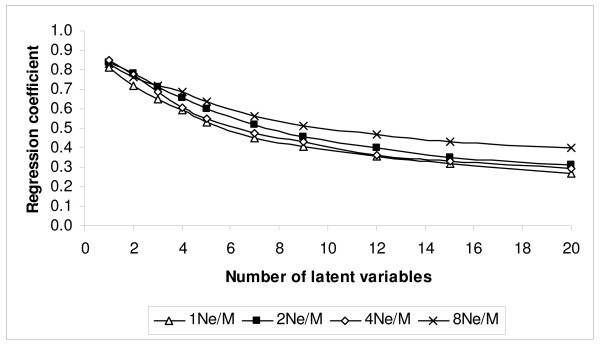 Regression coefficient
1.0
0.9
0.8
0.7
0.6
0.5
0.4
0.3
0.2
0.1
0.0
0 2 4 6 8 10 12 14 16 18 20
Number of latent variables
1Ne/M 2Ne/M 4Ne/M 8Ne/M